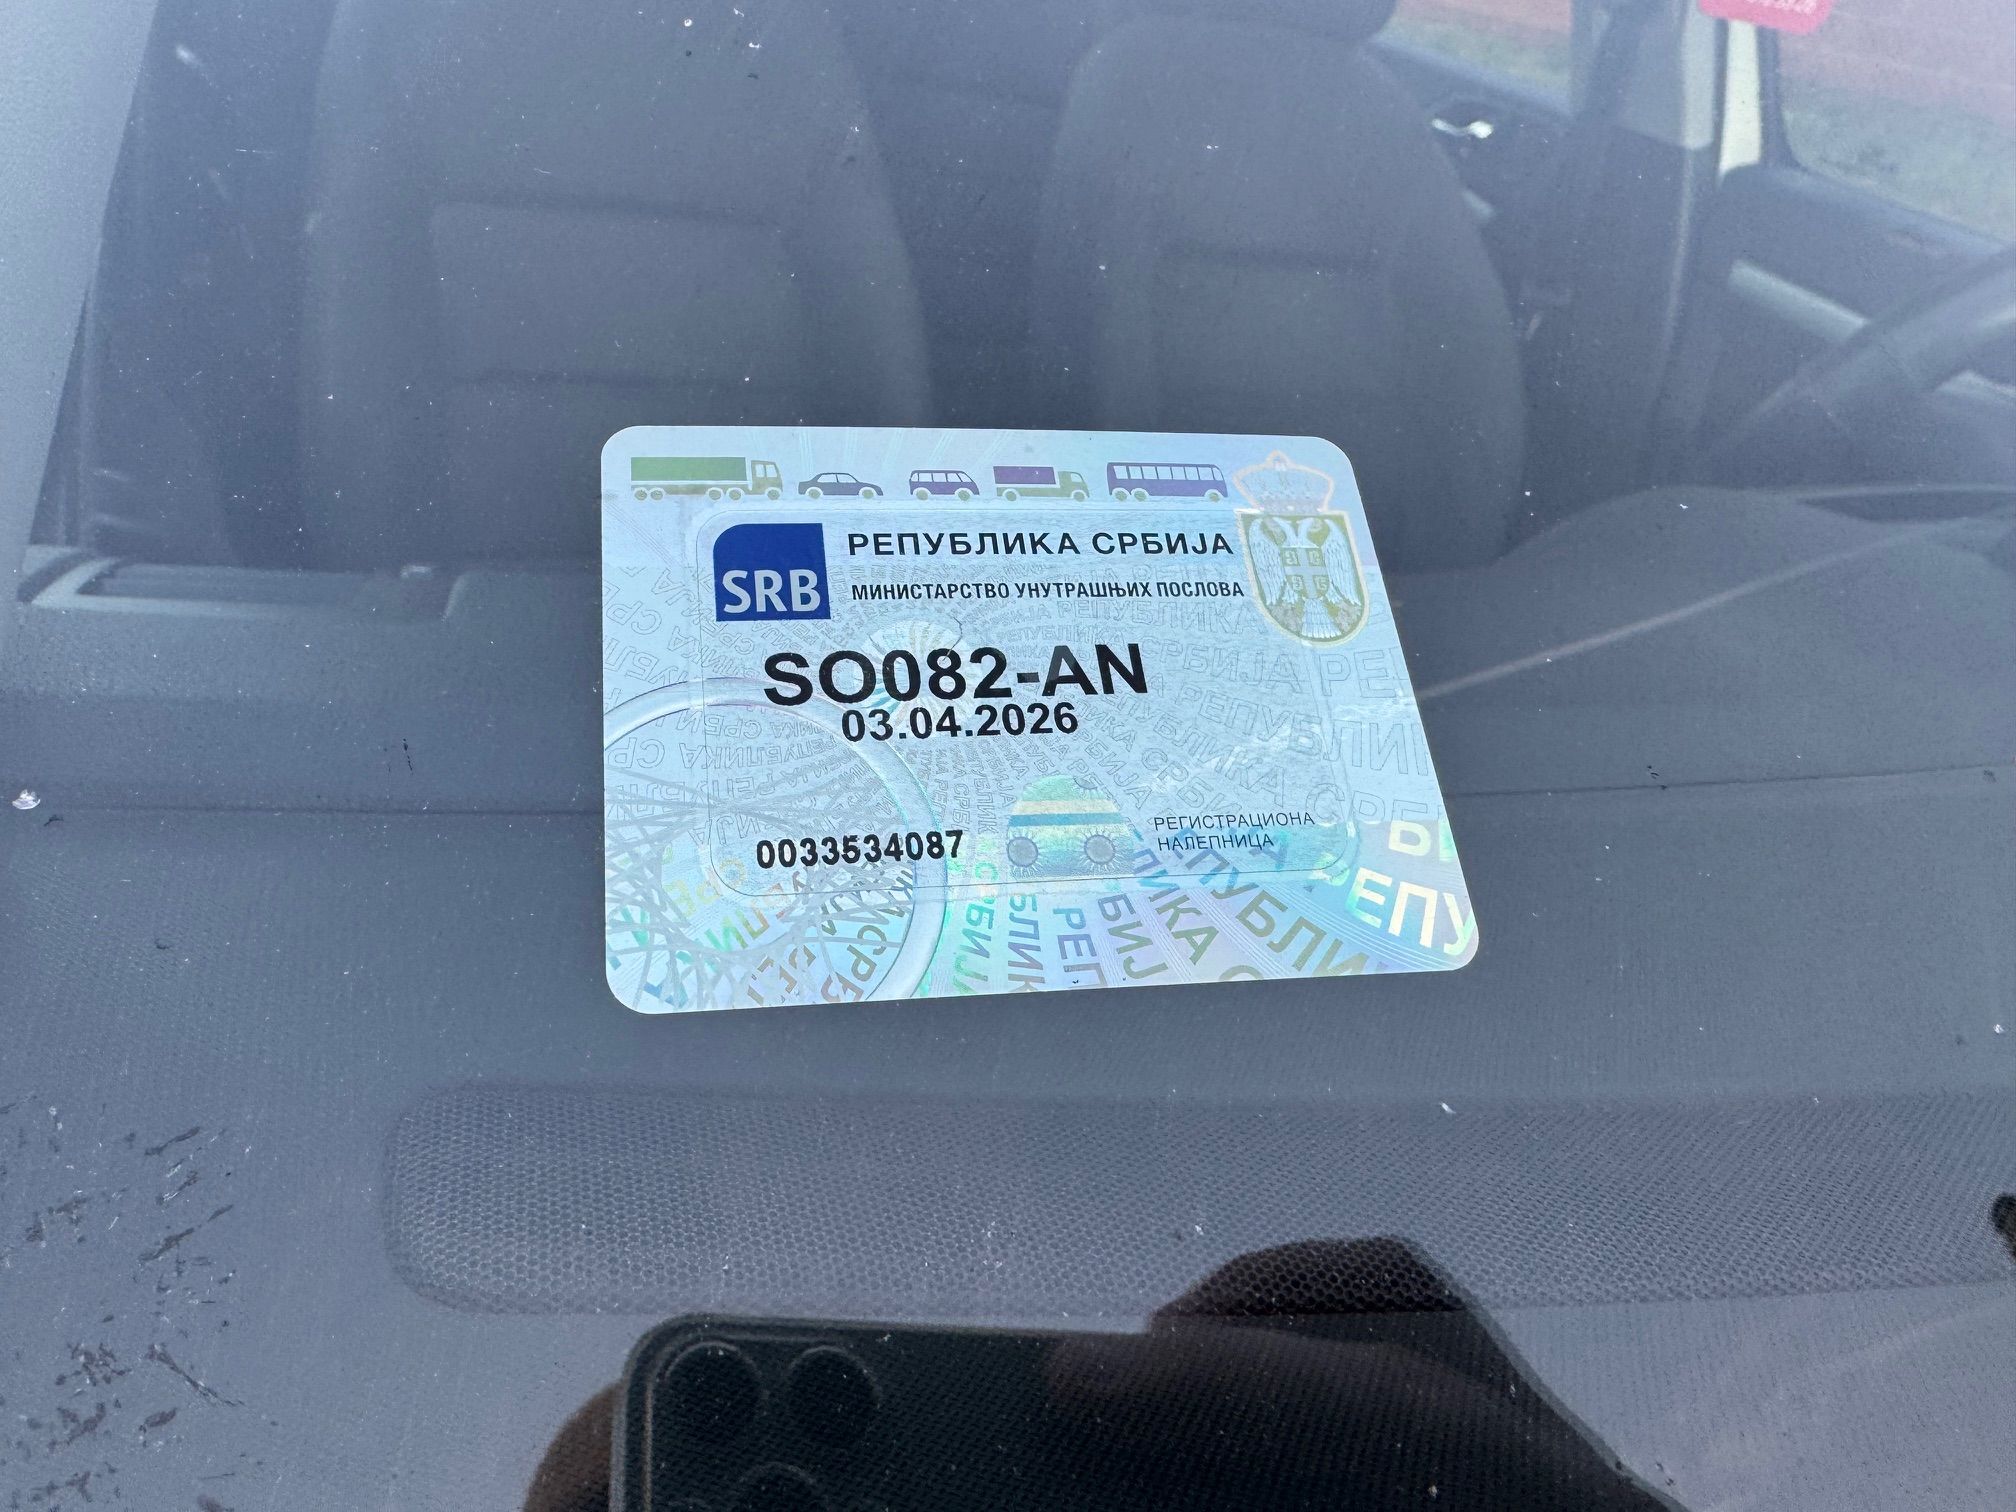 РЕПУБЛИКА СРБИЈА
SRB
МИНИСТАРСТВО УНУТРАШЊИХ ПОСЛОВА
SO082-AN
03.04.2026
0033534087
РЕГИСТРАЦИОНА
НАЛЕПНИЦА